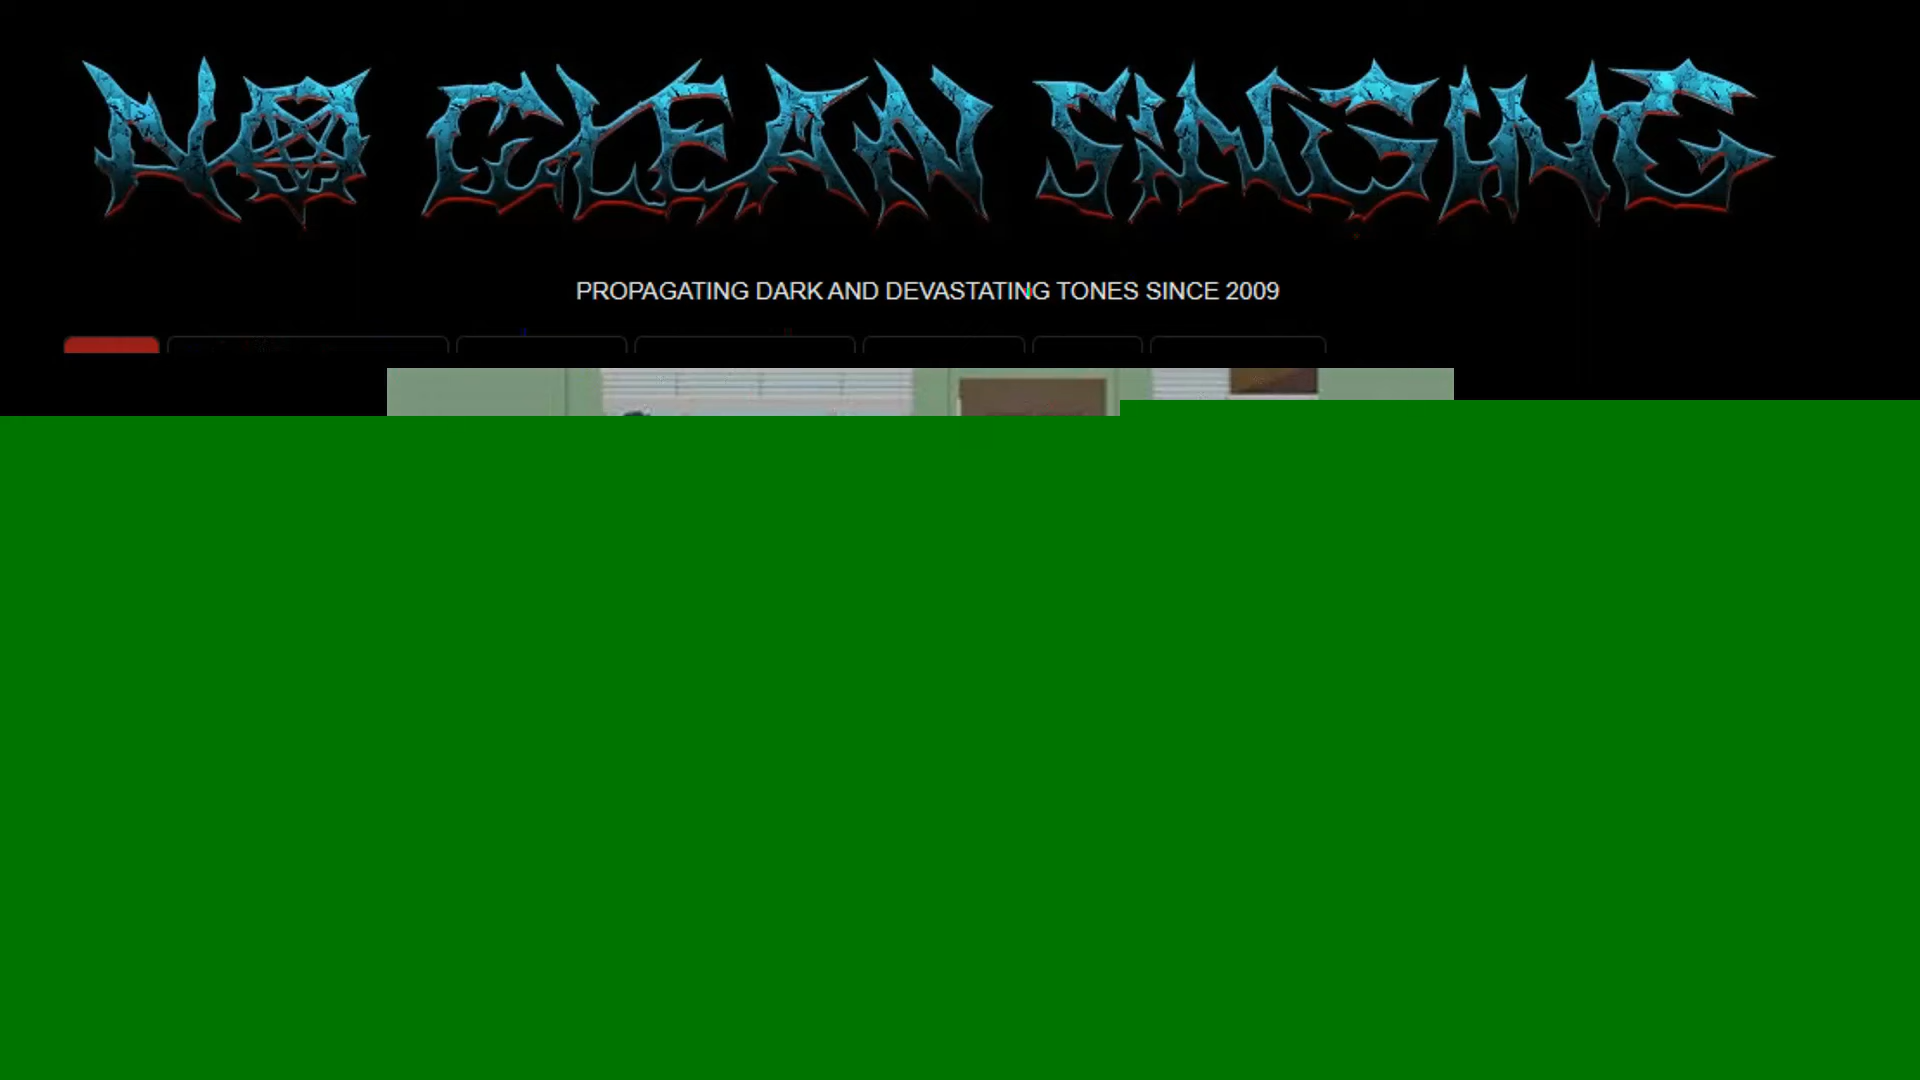 NO CLEAN SINGING
PROPAGATING DARK AND DEVASTATING TONES SINCE 2009